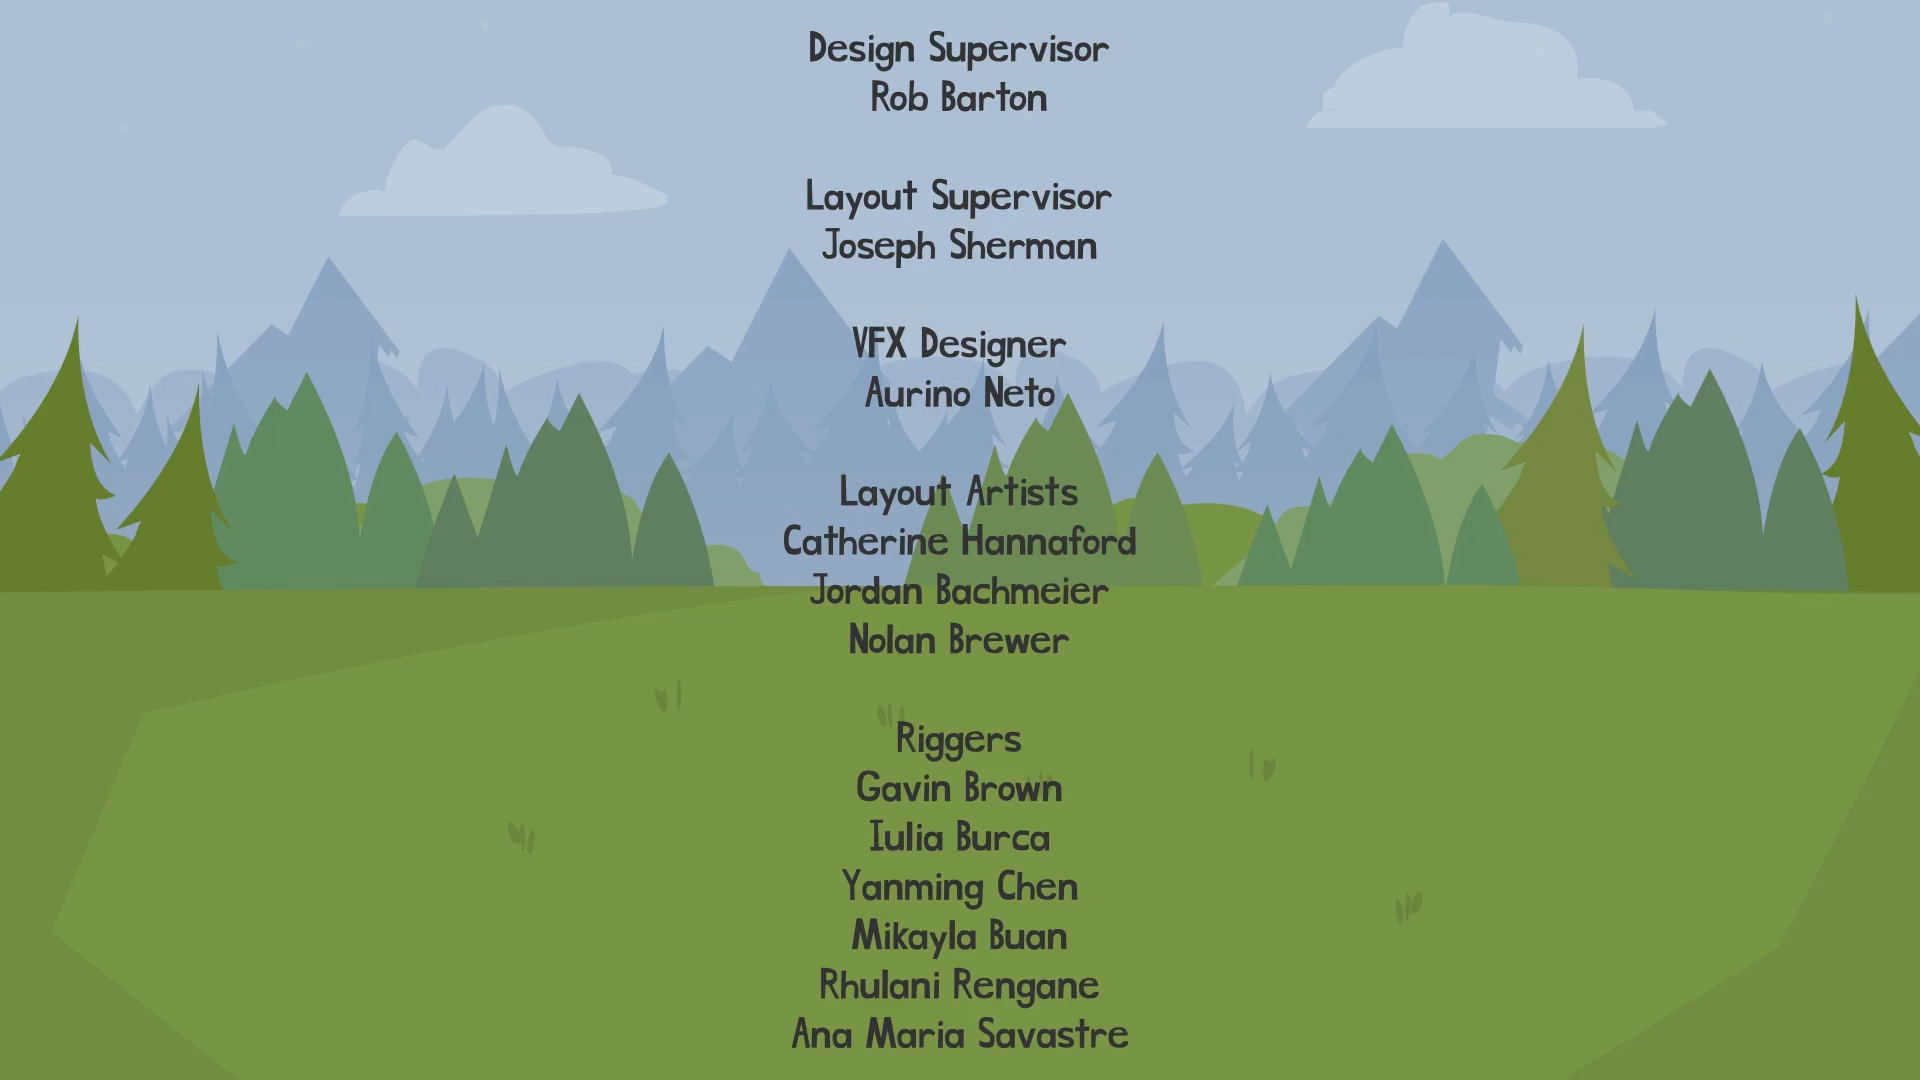 Design Supervisor
Rob Barton
Layout Supervisor
Joseph Sherman
VFX Designer
Aurino Neto
Layout Artists
Catherine Hannaford
Jordan Bachmeier
Nolan Brewer
Riggers
Gavin Brown
Iulia Burca
Yanming Chen
Mikayla Buan
Rhulani Rengane
Ana Maria Savastre